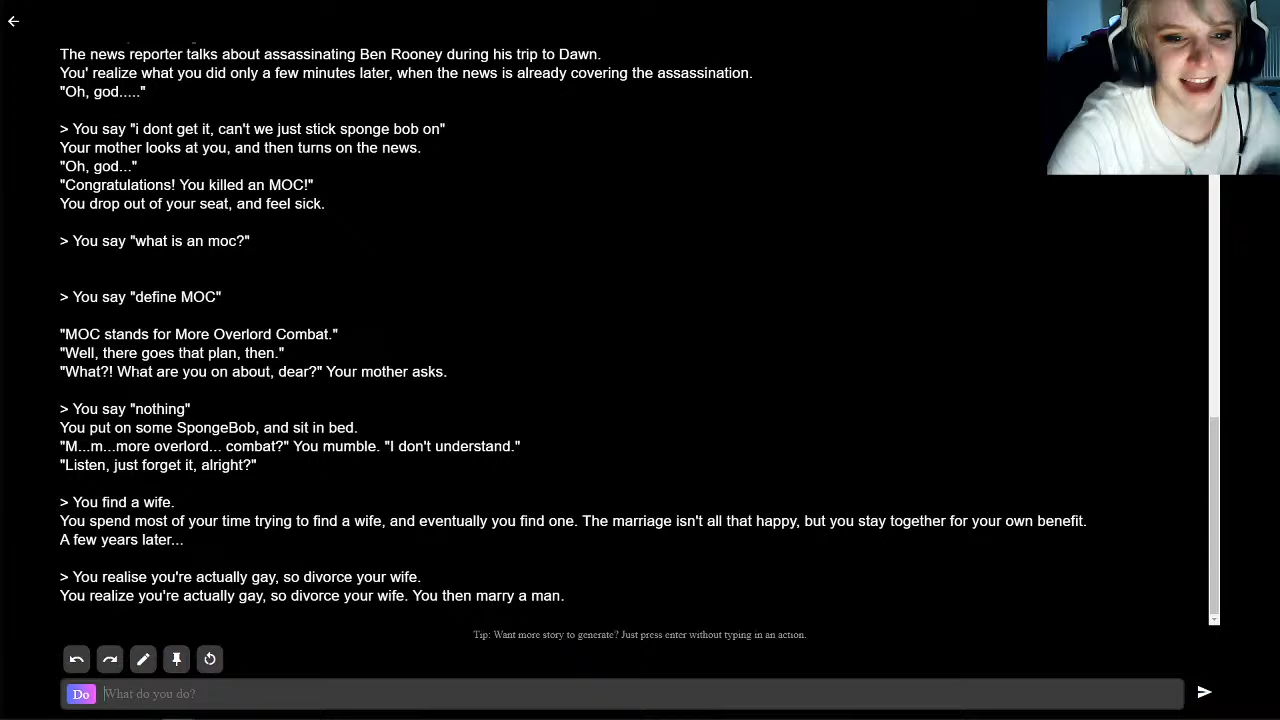 The news reporter talks about assassinating Ben Rooney during his trip to Dawn.
You' realize what you did only a few minutes later, when the news is already covering the assassination.
"Oh, god....."
> You say "i dont get it, can't we just stick sponge bob on"
Your mother looks at you, and then turns on the news.
"Oh, god..."
"Congratulations! You killed an MOC!"
You drop out of your seat, and feel sick.
> You say "what is an moc?"
> You say "define MOC"
"MOC stands for More Overlord Combat."
"Well, there goes that plan, then."
"What?! What are you on about, dear?" Your mother asks.
> You say "nothing"
You put on some SpongeBob, and sit in bed.
"M...m...more overlord... combat?" You mumble. "I don't understand."
"Listen, just forget it, alright?"
> You find a wife.
You spend most of your time trying to find a wife, and eventually you find one. The marriage isn't all that happy, but you stay together for your own benefit.
A few years later...
> You realise you're actually gay, so divorce your wife.
You realize you're actually gay, so divorce your wife. You then marry a man.
Tip: Want more story to generate? Just press enter without typing in an action.
Do What do you do?